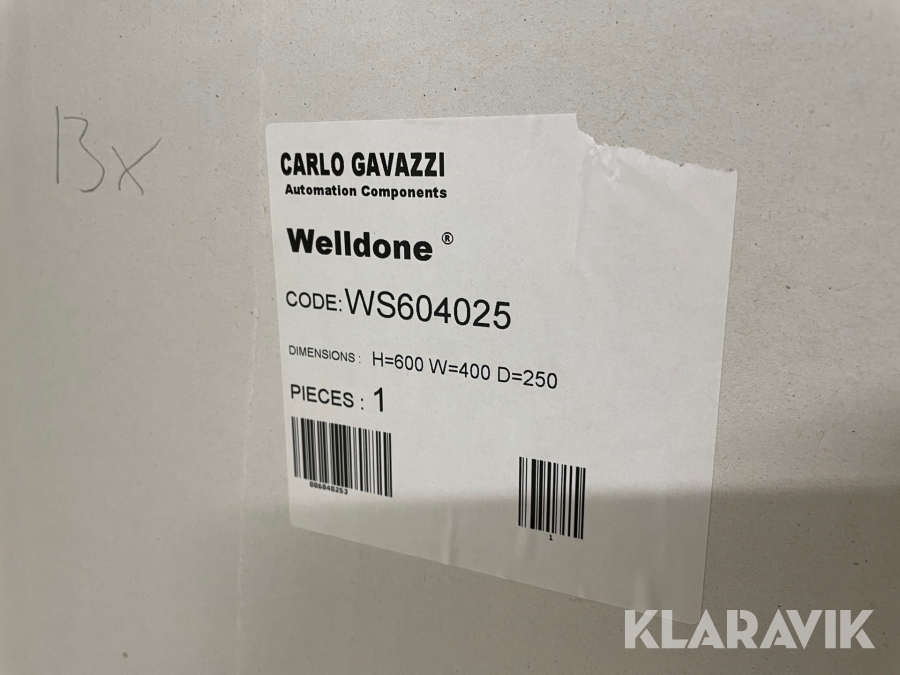 13x
CARLO GAVAZZI
Automation Components
Welldone ®
CODE: WS604025
DIMENSIONS : H=600 W=400 D=250
PIECES : 1
1
KLARAVIK